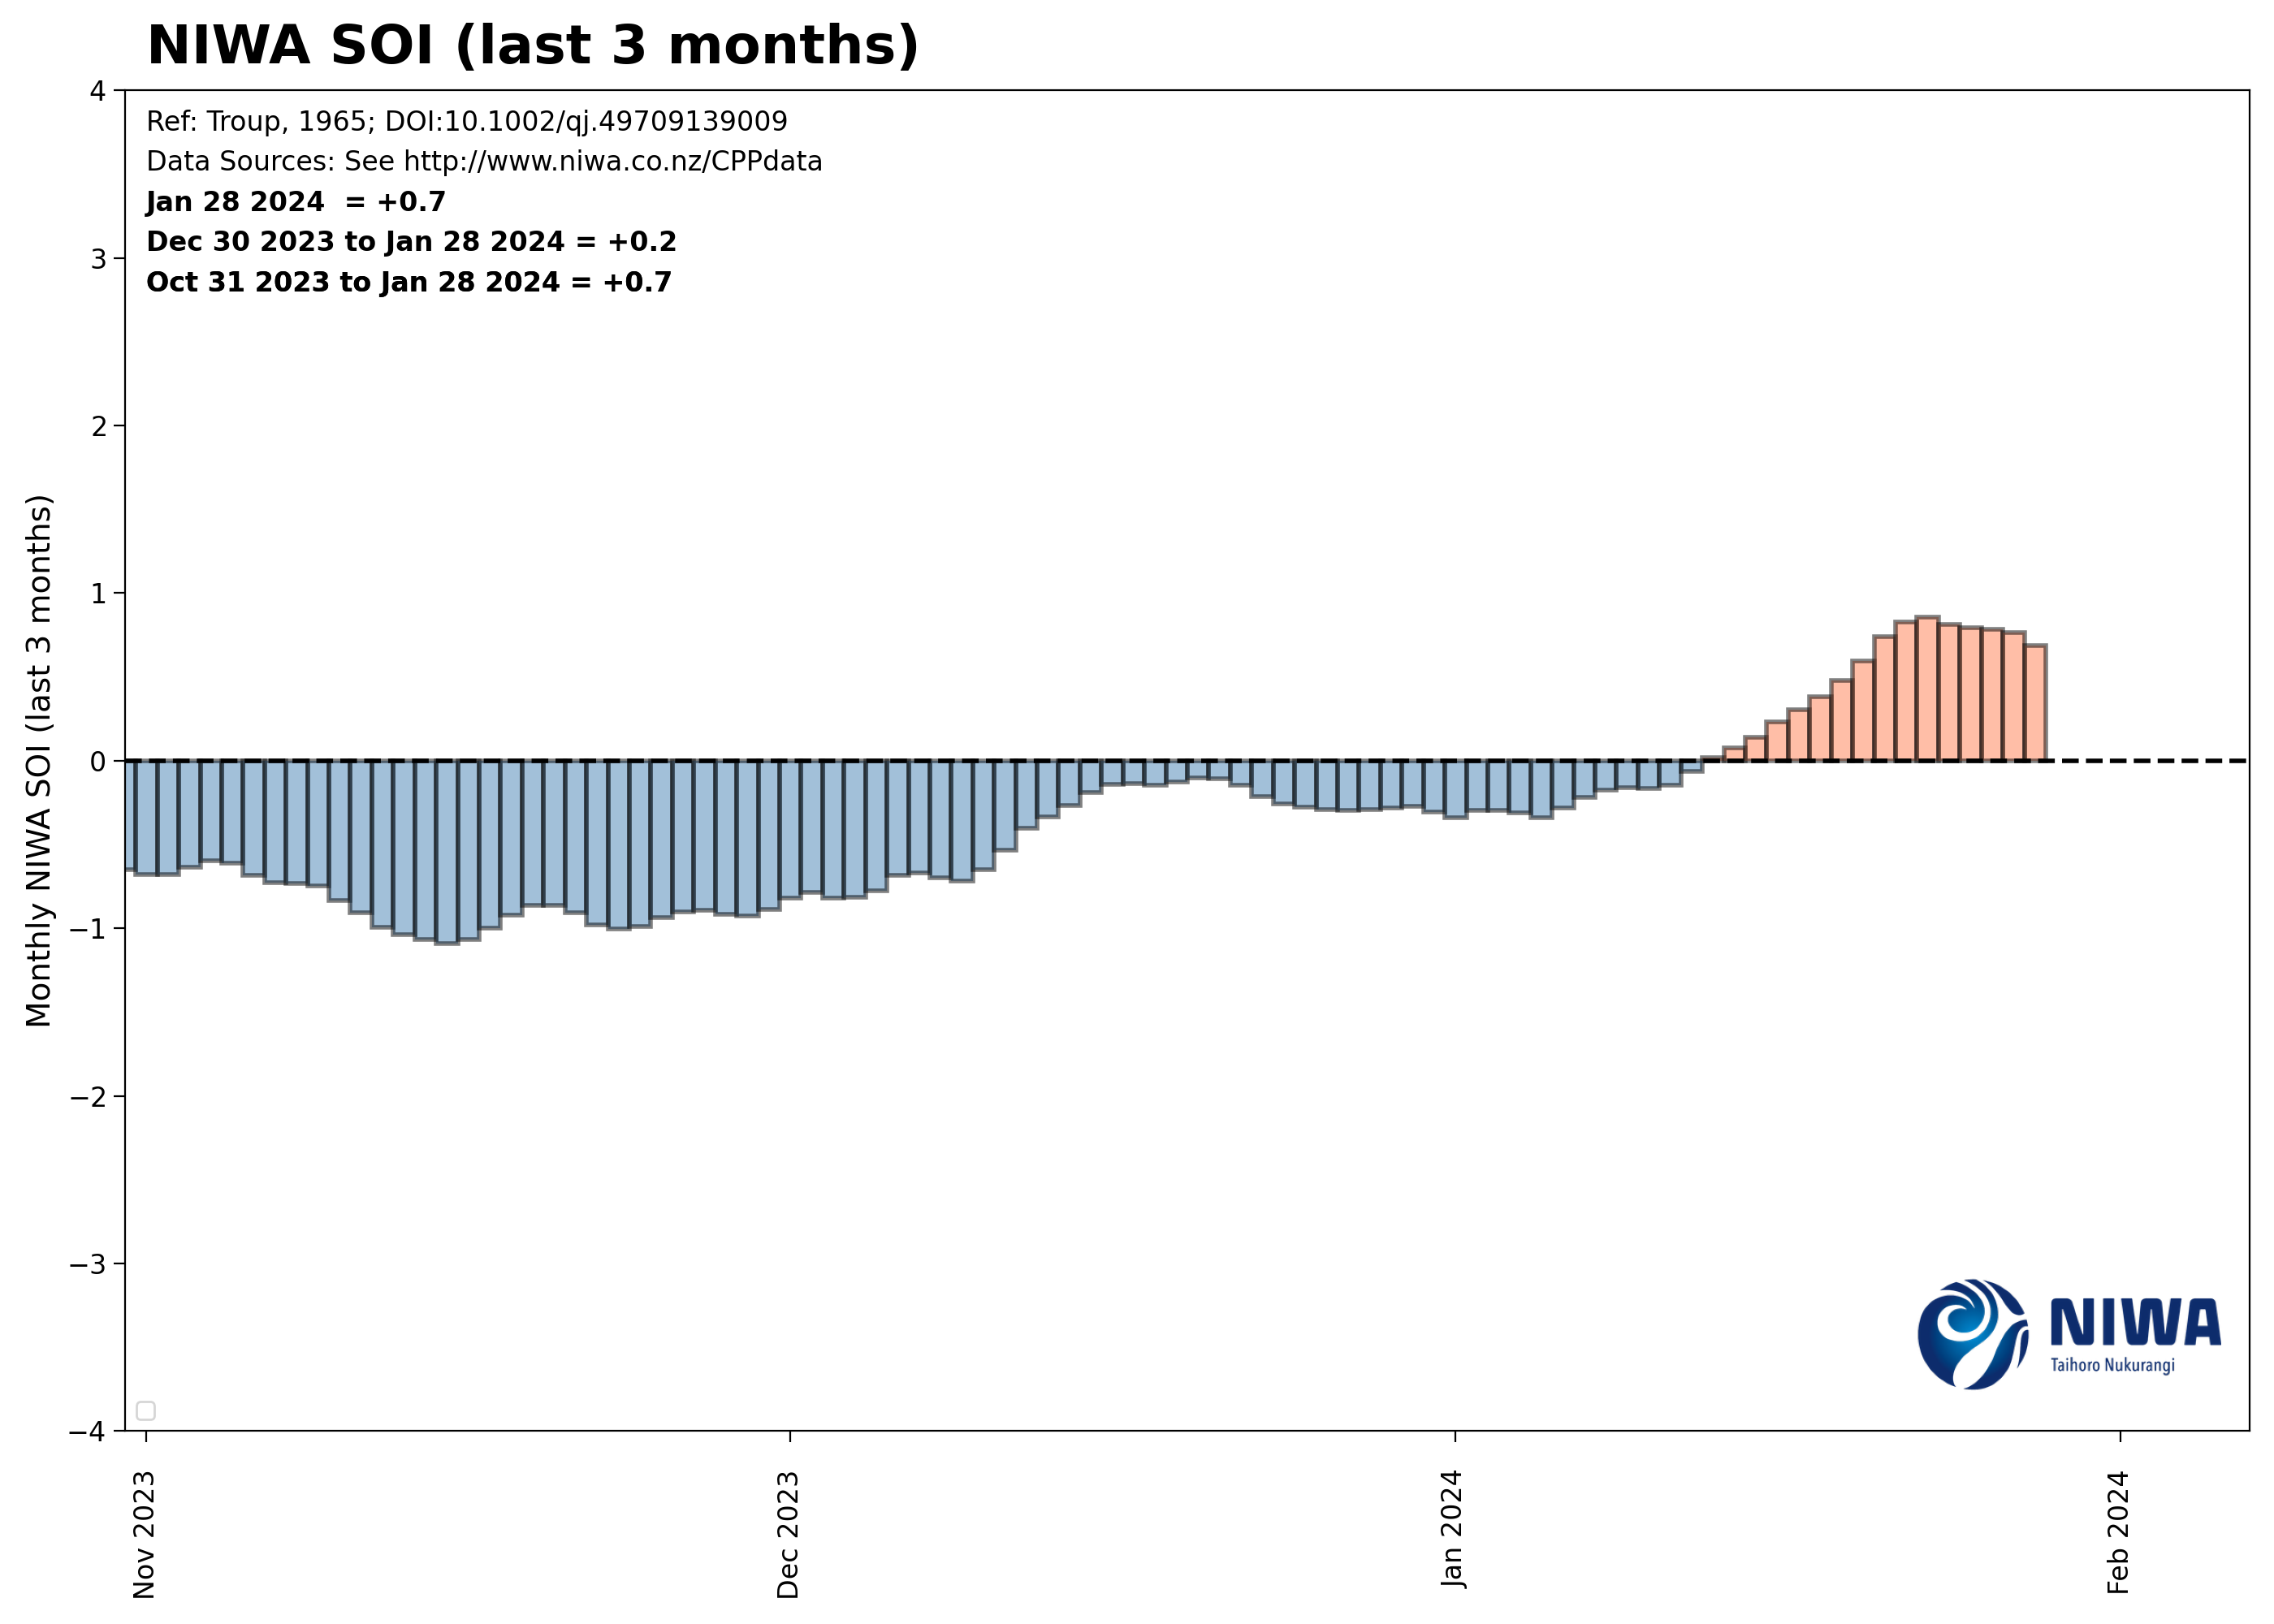 NIWA SOI (last 3 months)
Ref: Troup, 1965; DOI:10.1002/qj.49709139009
Data Sources: See http://www.niwa.co.nz/CPPdata
Jan 28 2024  = +0.7
Dec 30 2023 to Jan 28 2024 = +0.2
Oct 31 2023 to Jan 28 2024 = +0.7
Monthly NIWA SOI (last 3 months)
4
3
2
1
0
−1
−2
−3
−4
Nov 2023
Dec 2023
Jan 2024
Feb 2024
NIWA
Taihoro Nukurangi